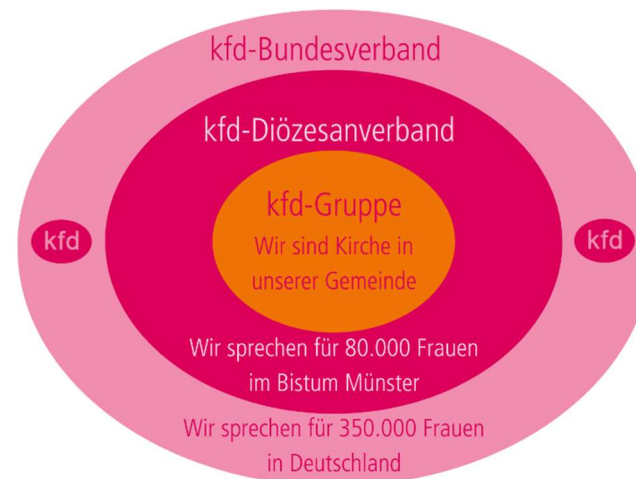 kfd-Bundesverband
kfd-Diözesanverband
kfd-Gruppe
Wir sind Kirche in
unserer Gemeinde
kfd
kfd
Wir sprechen für 80.000 Frauen
im Bistum Münster
Wir sprechen für 350.000 Frauen
in Deutschland